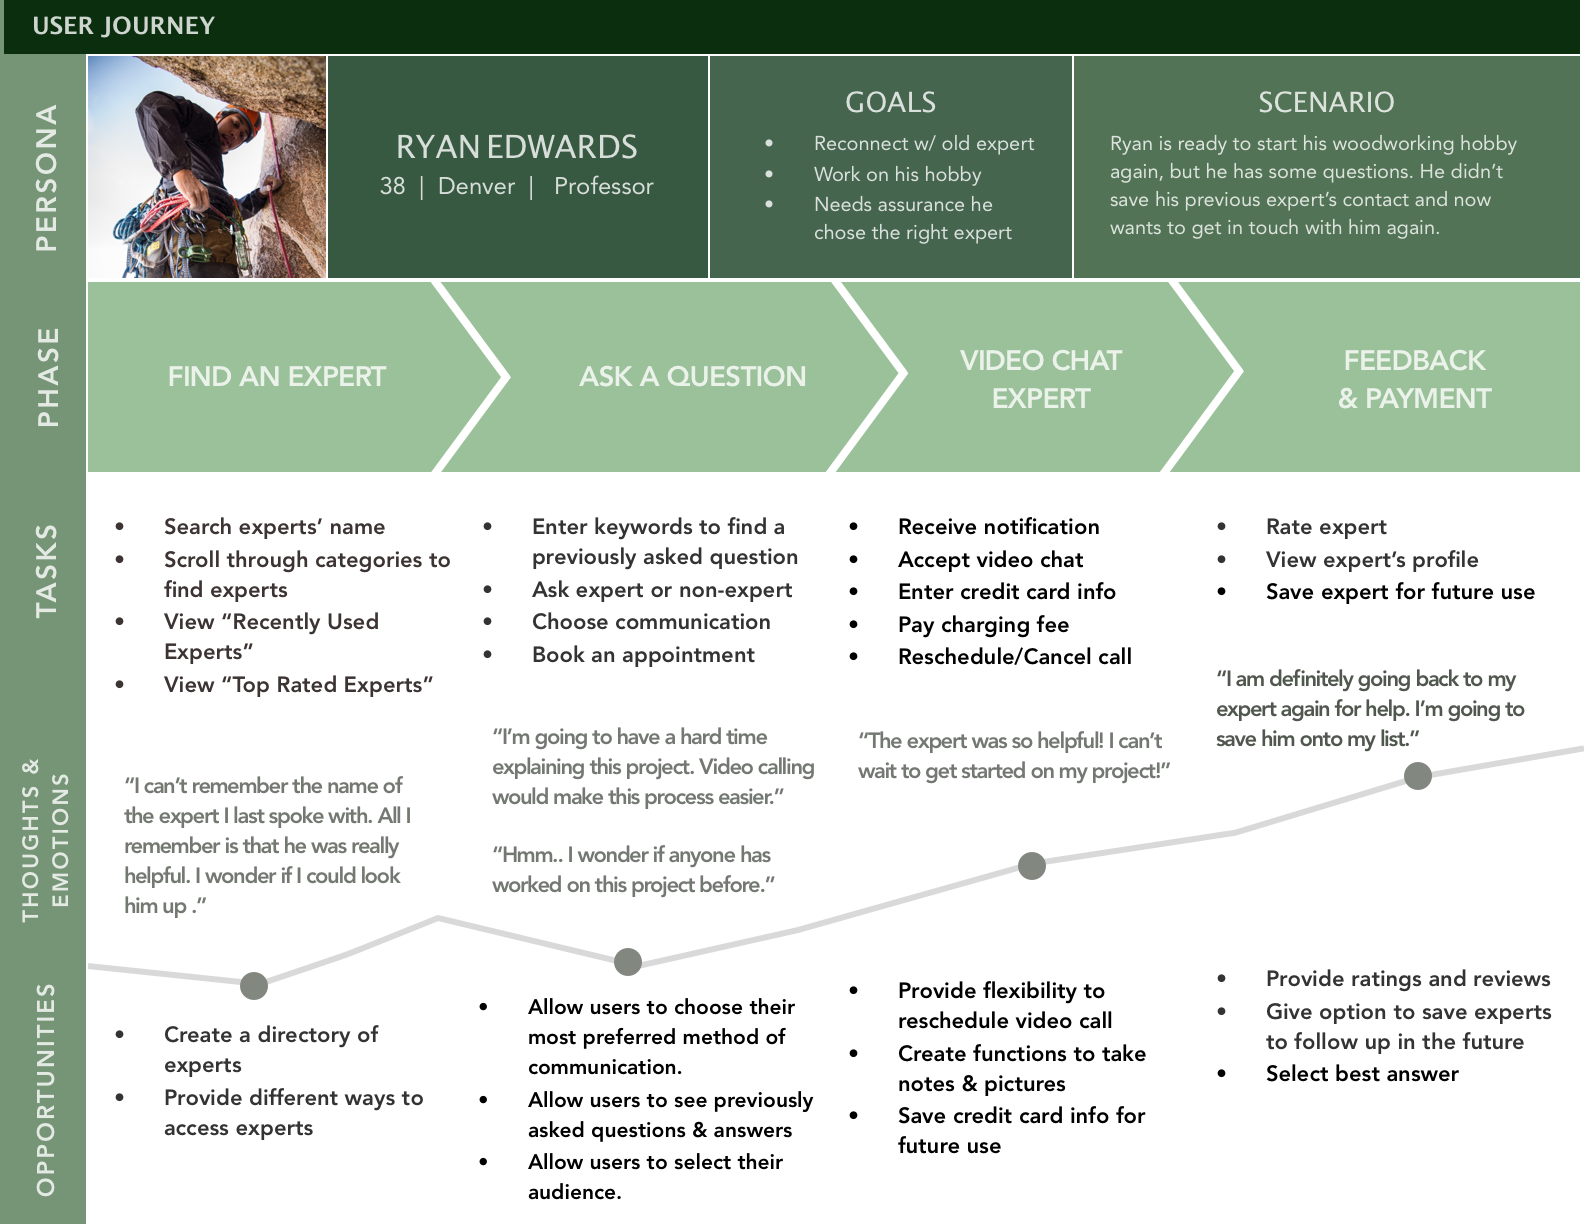 USER JOURNEY
PERSONA
RYAN EDWARDS
38 | Denver | Professor
GOALS
• Reconnect w/ old expert
• Work on his hobby
• Needs assurance he
chose the right expert
SCENARIO
Ryan is ready to start his woodworking hobby
again, but he has some questions. He didn’t
save his previous expert’s contact and now
wants to get in touch with him again.
PHASE
FIND AN EXPERT
ASK A QUESTION
VIDEO CHAT
EXPERT
FEEDBACK
& PAYMENT
TASKS
• Search experts’ name
• Scroll through categories to
find experts
• View “Recently Used
Experts”
• View “Top Rated Experts”
• Enter keywords to find a
previously asked question
• Ask expert or non-expert
• Choose communication
• Book an appointment
• Receive notification
• Accept video chat
• Enter credit card info
• Pay charging fee
• Reschedule/Cancel call
• Rate expert
• View expert’s profile
• Save expert for future use
THOUGHTS &
EMOTIONS
“I can’t remember the name of
the expert I last spoke with. All I
remember is that he was really
helpful. I wonder if I could look
him up .”
“I’m going to have a hard time
explaining this project. Video calling
would make this process easier.”
“Hmm.. I wonder if anyone has
worked on this project before.”
“The expert was so helpful! I can’t
wait to get started on my project!”
“I am definitely going back to my
expert again for help. I’m going to
save him onto my list.”
OPPORTUNITIES
• Create a directory of
experts
• Provide different ways to
access experts
• Allow users to choose their
most preferred method of
communication.
• Allow users to see previously
asked questions & answers
• Allow users to select their
audience.
• Provide flexibility to
reschedule video call
• Create functions to take
notes & pictures
• Save credit card info for
future use
• Provide ratings and reviews
• Give option to save experts
to follow up in the future
• Select best answer